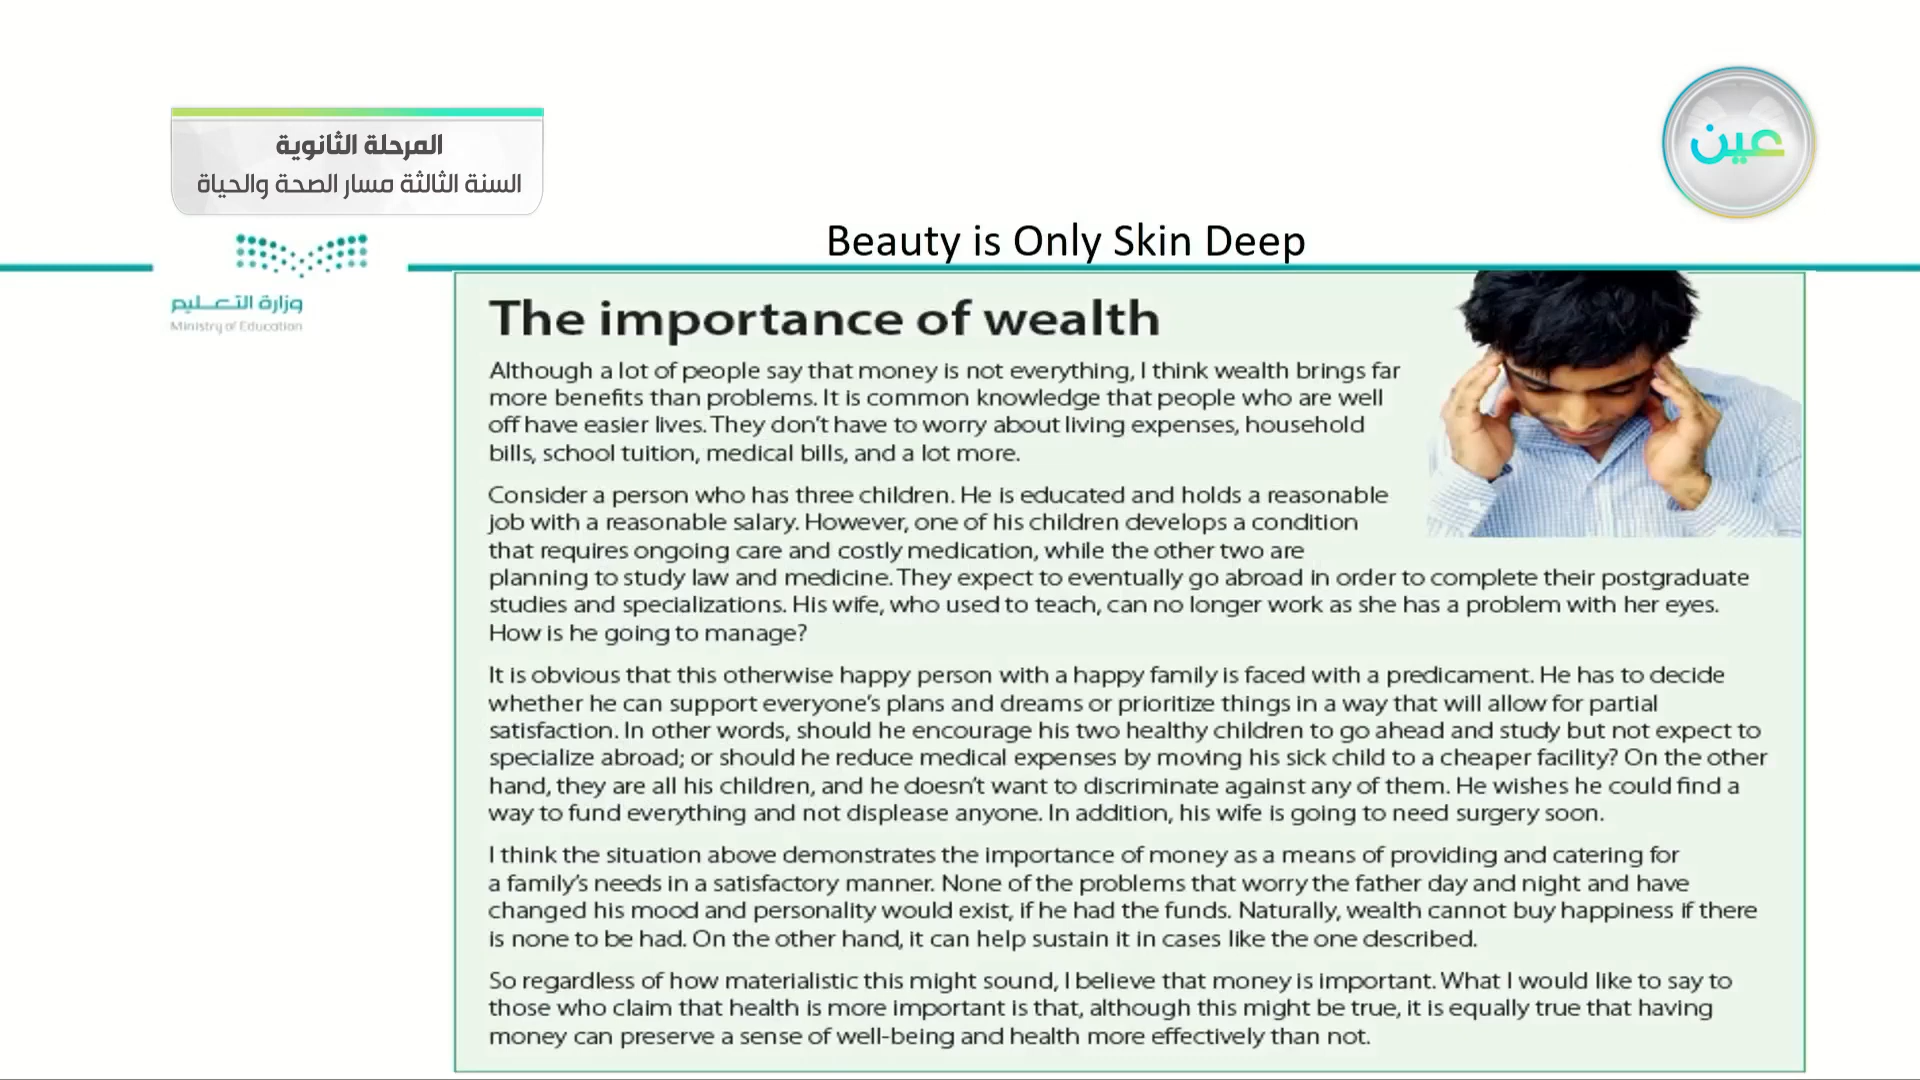 المرحلة الثانوية
السنة الثالثة مسار الصحة والحياة
عين
وزارة التعليم
Ministry of Education
Beauty is Only Skin Deep
The importance of wealth
Although a lot of people say that money is not everything, I think wealth brings far
more benefits than problems. It is common knowledge that people who are well
off have easier lives. They don't have to worry about living expenses, household
bills, school tuition, medical bills, and a lot more.
Consider a person who has three children. He is educated and holds a reasonable
job with a reasonable salary. However, one of his children develops a condition
that requires ongoing care and costly medication, while the other two are
planning to study law and medicine. They expect to eventually go abroad in order to complete their postgraduate
studies and specializations. His wife, who used to teach, can no longer work as she has a problem with her eyes.
How is he going to manage?
It is obvious that this otherwise happy person with a happy family is faced with a predicament. He has to decide
whether he can support everyone's plans and dreams or prioritize things in a way that will allow for partial
satisfaction. In other words, should he encourage his two healthy children to go ahead and study but not expect to
specialize abroad; or should he reduce medical expenses by moving his sick child to a cheaper facility? On the other
hand, they are all his children, and he doesn't want to discriminate against any of them. He wishes he could find a
way to fund everything and not displease anyone. In addition, his wife is going to need surgery soon.
I think the situation above demonstrates the importance of money as a means of providing and catering for
a family's needs in a satisfactory manner. None of the problems that worry the father day and night and have
changed his mood and personality would exist, if he had the funds. Naturally, wealth cannot buy happiness if there
is none to be had. On the other hand, it can help sustain it in cases like the one described.
So regardless of how materialistic this might sound, I believe that money is important. What I would like to say to
those who claim that health is more important is that, although this might be true, it is equally true that having
money can preserve a sense of well-being and health more effectively than not.